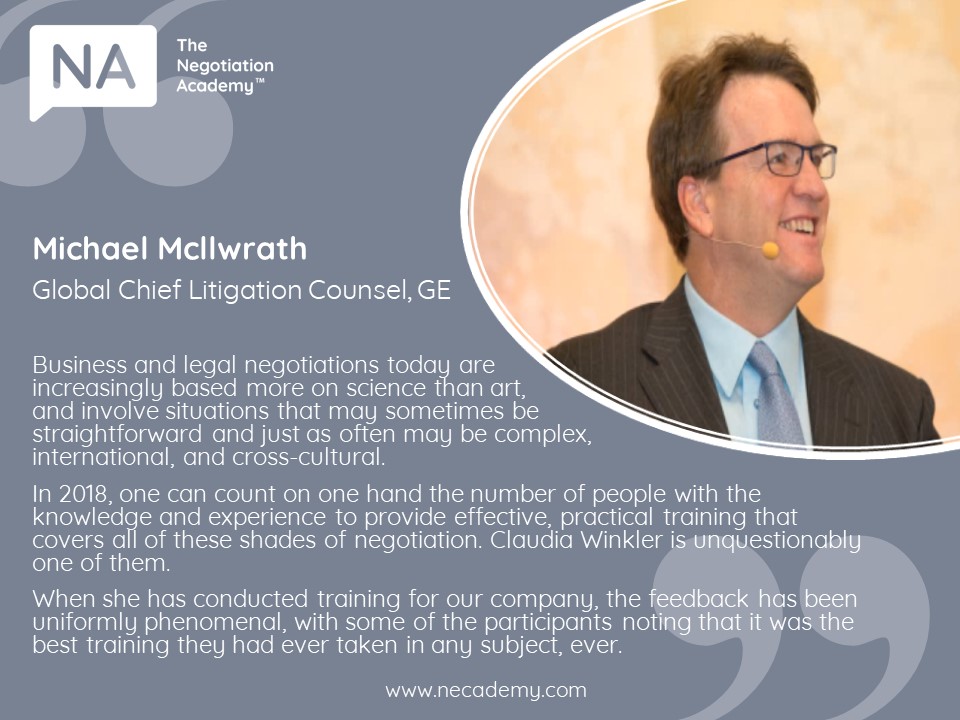 NA
The
Negotiation
Academy™
Michael McIlwrath
Global Chief Litigation Counsel, GE
Business and legal negotiations today are
increasingly based more on science than art,
and involve situations that may sometimes be
straightforward and just as often may be complex,
international, and cross-cultural.
In 2018, one can count on one hand the number of people with the
knowledge and experience to provide effective, practical training that
covers all of these shades of negotiation. Claudia Winkler is unquestionably
one of them.
When she has conducted training for our company, the feedback has been
uniformly phenomenal, with some of the participants noting that it was the
best training they had ever taken in any subject, ever.
www.necademy.com